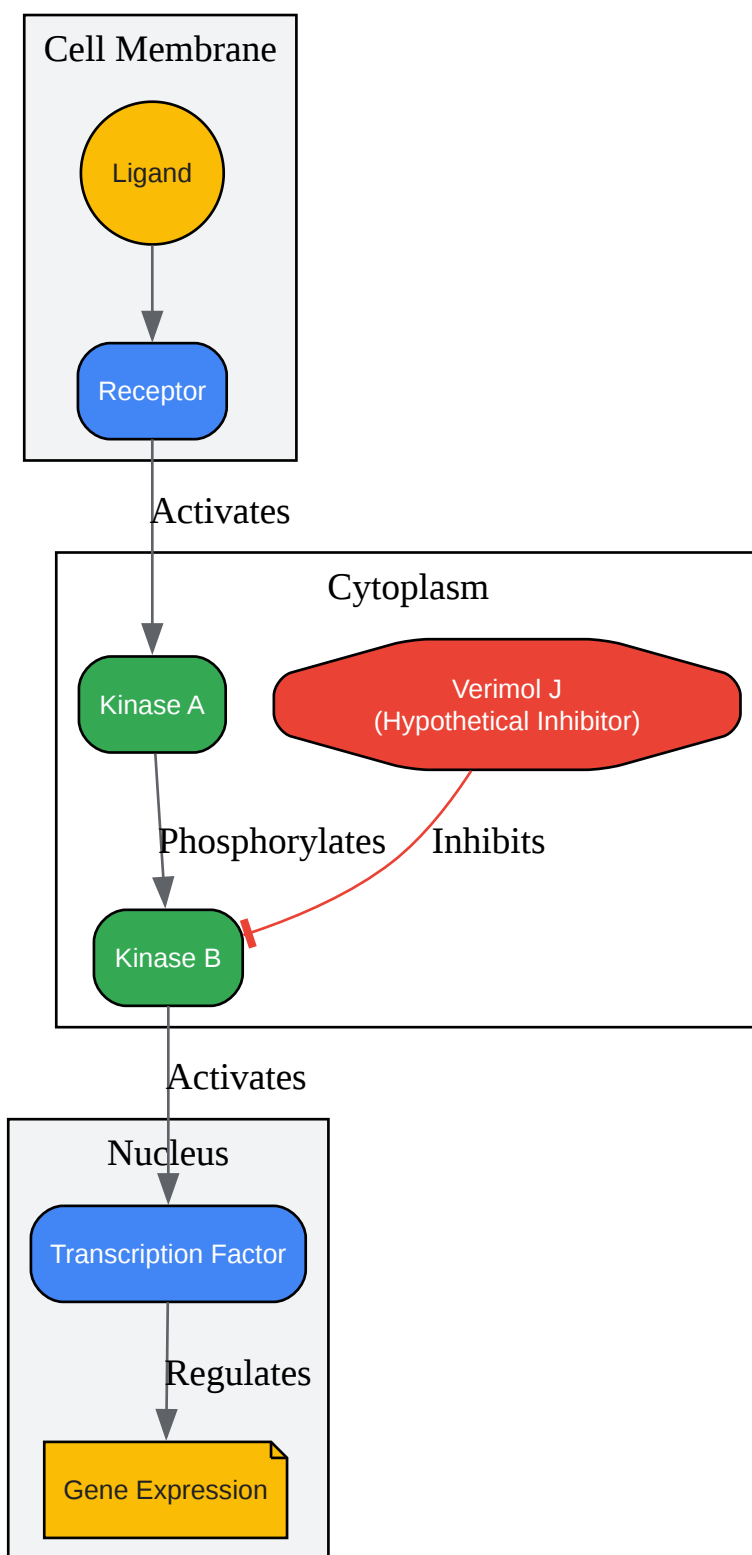 Cell Membrane
Ligand
Receptor
Activates
Cytoplasm
Kinase A
Verimol J
(Hypothetical Inhibitor)
Phosphorylates
Inhibits
Kinase B
Activates
Nucleus
Transcription Factor
Regulates
Gene Expression